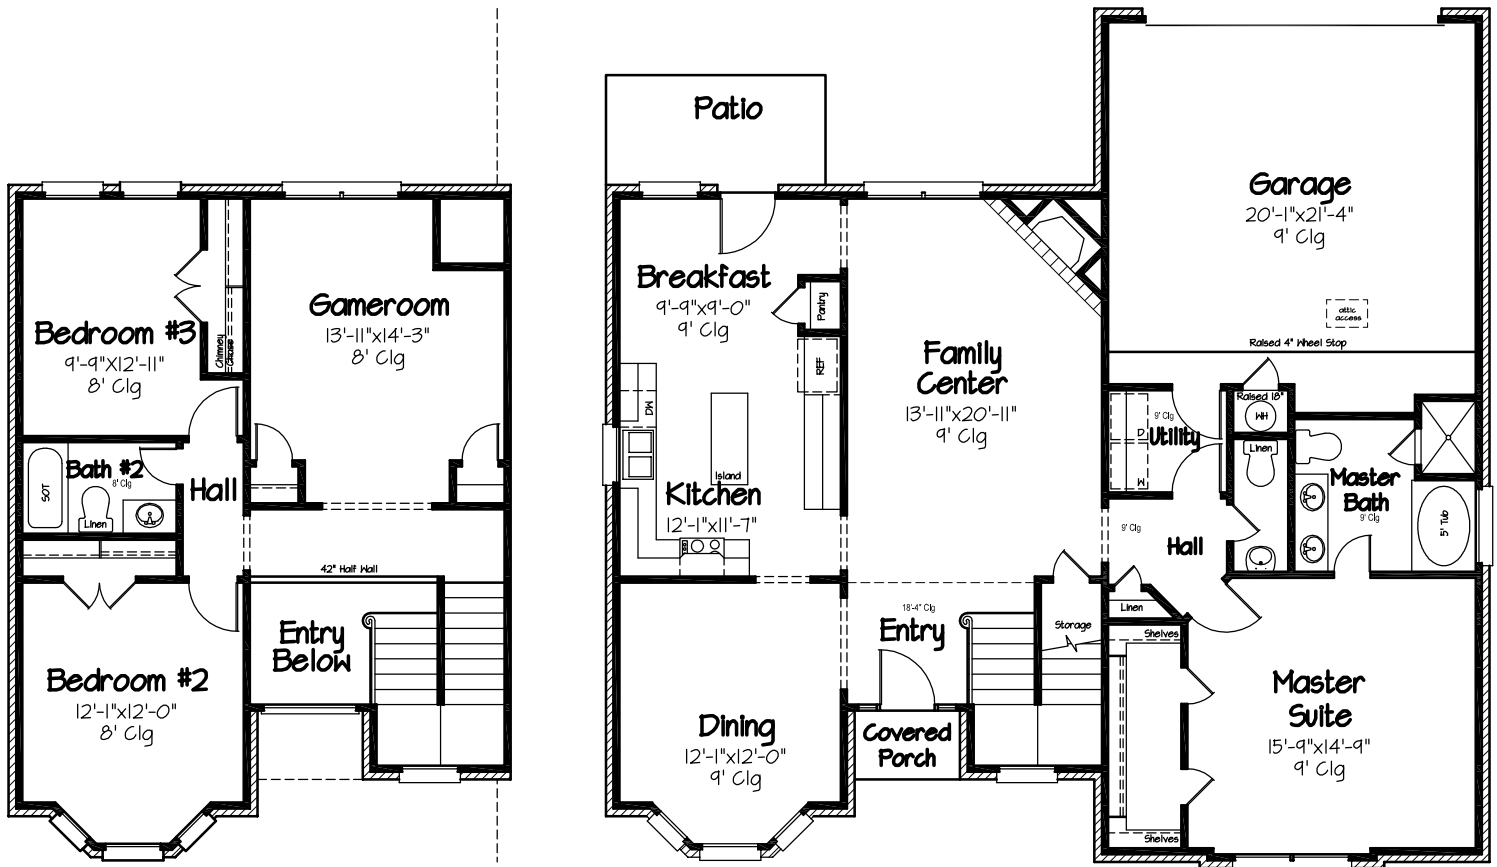 Bedroom #3
9'-9"X12'-11"
8' Clg
Chimney
Chase
Gameroom
13'-11"x14'-3"
8' Clg
Bath #2
8' Clg
SOT
Linen
Hall
42" Half Wall
Entry
Below
Bedroom #2
12'-1"x12'-0"
8' Clg
Patio
Breakfast
9'-9"x9'-0"
9' Clg
Pantry
REF
DW
Island
Kitchen
12'-1"x11'-7"
Family
Center
13'-11"x20'-11"
9' Clg
Garage
20'-1"x21'-4"
9' Clg
attic
access
Raised 4" Wheel Stop
Raised 18"
WH
9' Clg
Utility
D
W
Linen
Master
Bath
9' Clg
5' Tub
9' Clg
Hall
Linen
18'-4" Clg
Entry
Storage
Shelves
Master
Suite
15'-9"x14'-9"
9' Clg
Shelves
Dining
12'-1"x12'-0"
9' Clg
Covered
Porch